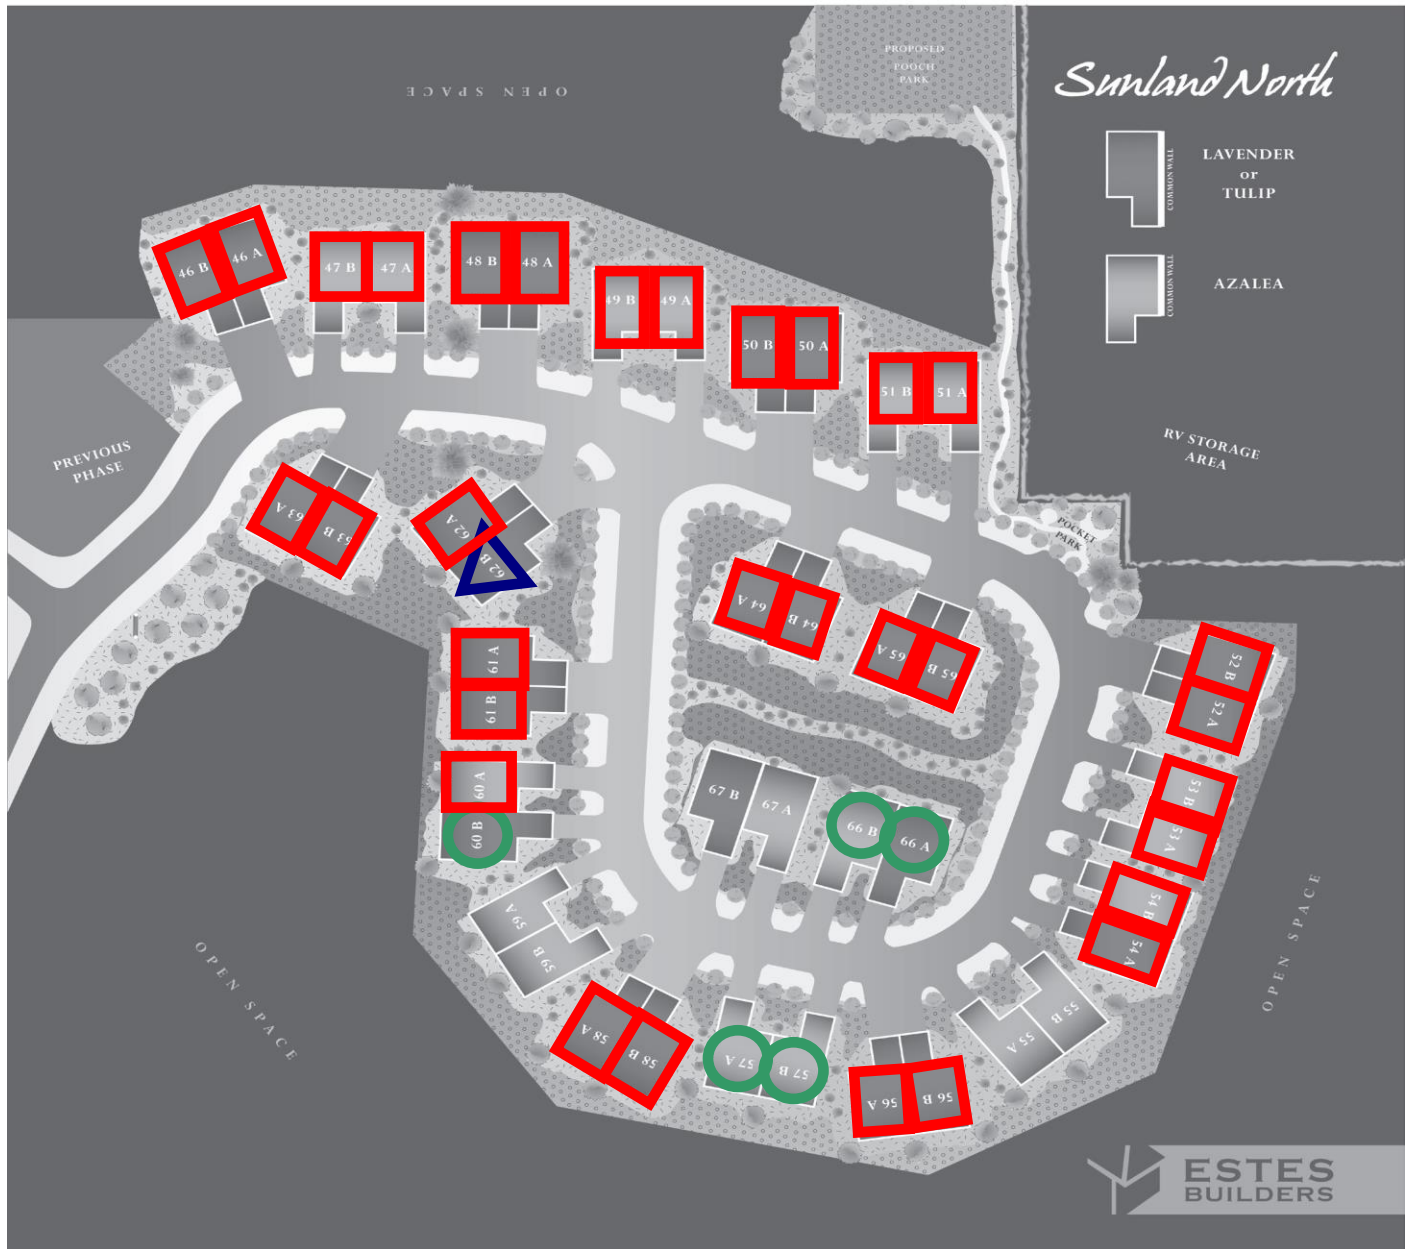 PROPOSED
POOCH
PARK
Sunland North
OPEN SPACE
COMMON WALL
LAVENDER
or
TULIP
COMMON WALL
AZALEA
46 B
46 A
47 B
47 A
48 B
48 A
49 B
49 A
50 B
50 A
51 B
51 A
PREVIOUS
PHASE
RV STORAGE
AREA
POCKET
PARK
63 A
63 B
62 A
62 B
64 A
64 B
65 A
65 B
61 A
61 B
52 B
52 A
60 A
60 B
67 B
67 A
66 B
66 A
53 B
53 A
54 B
54 A
59 A
59 B
55 B
55 A
58 A
58 B
57 A
57 B
56 A
56 B
OPEN SPACE
OPEN SPACE
ESTES
BUILDERS